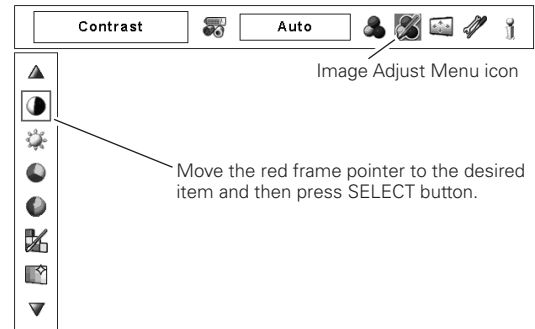 Contrast
Auto
Image Adjust Menu icon
Move the red frame pointer to the desired
item and then press SELECT button.